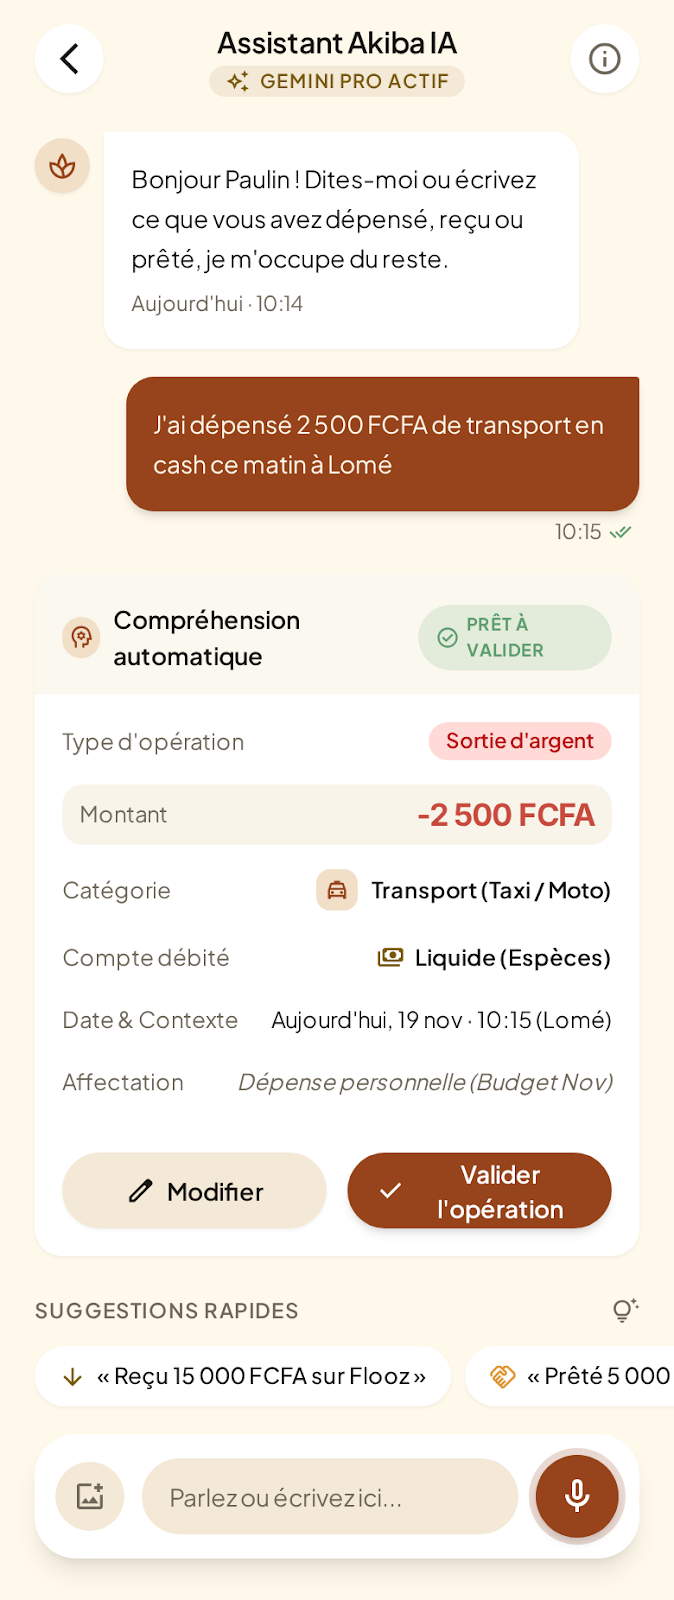 Assistant Akiba IA
GEMINI PRO ACTIF
Bonjour Paulin ! Dites-moi ou écrivez
ce que vous avez dépensé, reçu ou
prêté, je m'occupe du reste.
Aujourd'hui · 10:14
J'ai dépensé 2 500 FCFA de transport en
cash ce matin à Lomé
10:15
Compréhension
automatique
PRÊT À
VALIDER
Type d'opération
Sortie d'argent
Montant
-2 500 FCFA
Catégorie
Transport (Taxi / Moto)
Compte débité
Liquide (Espèces)
Date & Contexte
Aujourd'hui, 19 nov · 10:15 (Lomé)
Affectation
Dépense personnelle (Budget Nov)
Modifier
Valider
l'opération
SUGGESTIONS RAPIDES
« Reçu 15 000 FCFA sur Flooz »
« Prêté 5 000
Parlez ou écrivez ici...